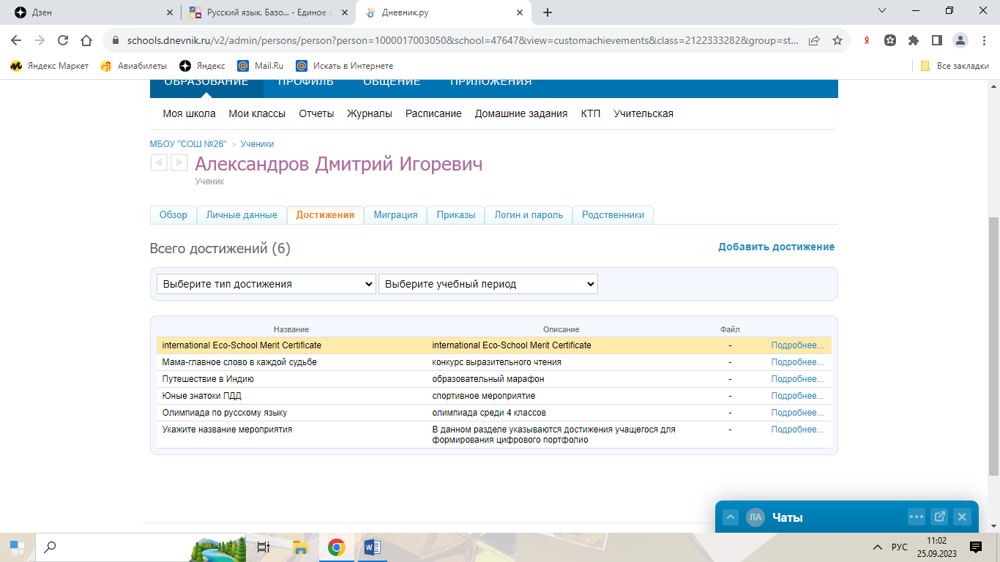 Дзен
Русский язык. Базо... - Единое с
Дневник.ру
schools.dnevnik.ru/v2/admin/persons/person?person=1000017003050&school=47647&view=customachievements&class=2122333282&group=st...
Яндекс Маркет
Авиабилеты
Яндекс
Mail.Ru
Искать в Интернете
Все закладки
ОБРАЗОВАНИЕ ПРОФИЛЬ ОБЩЕНИЕ ПРИЛОЖЕНИЯ
Моя школа Мои классы Отчеты Журналы Расписание Домашние задания КТП Учительская
МБОУ "СОШ №26" > Ученики
Александров Дмитрий Игоревич
Ученик
Обзор Личные данные Достижения Миграция Приказы Логин и пароль Родственники
Всего достижений (6)
Добавить достижение
Выберите тип достижения
Выберите учебный период
Название Описание Файл
international Eco-School Merit Certificate international Eco-School Merit Certificate - Подробнее...
Мама-главное слово в каждой судьбе конкурс выразительного чтения - Подробнее...
Путешествие в Индию образовательный марафон - Подробнее...
Юные знатоки ПДД спортивное мероприятие - Подробнее...
Олимпиада по русскому языку олимпиада среди 4 классов - Подробнее...
Укажите название мероприятия В данном разделе указываются достижения учащегося для - Подробнее...
формирования цифрового портфолио
ЛА Чаты
РУС
11:02
25.09.2023